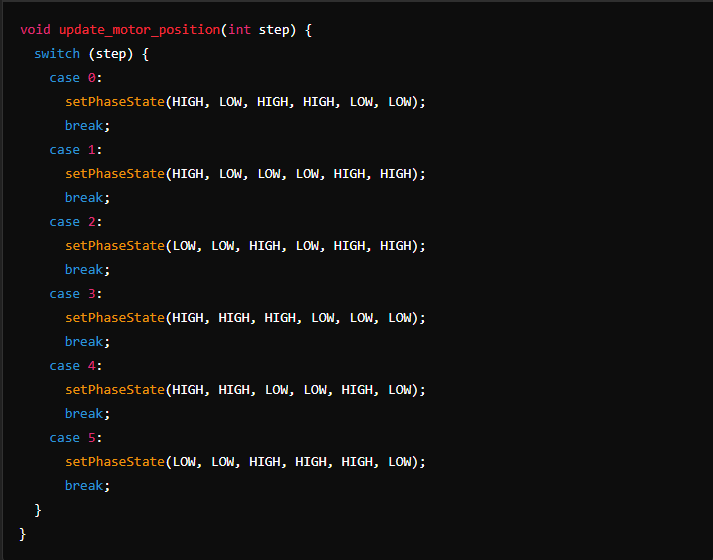 void update_motor_position(int step) {
switch (step) {
case 0:
setPhaseState(HIGH, LOW, HIGH, HIGH, LOW, LOW);
break;
case 1:
setPhaseState(HIGH, LOW, LOW, LOW, HIGH, HIGH);
break;
case 2:
setPhaseState(LOW, LOW, HIGH, LOW, HIGH, HIGH);
break;
case 3:
setPhaseState(HIGH, HIGH, HIGH, LOW, LOW, LOW);
break;
case 4:
setPhaseState(HIGH, HIGH, LOW, LOW, HIGH, LOW);
break;
case 5:
setPhaseState(LOW, LOW, HIGH, HIGH, HIGH, LOW);
break;
}
}